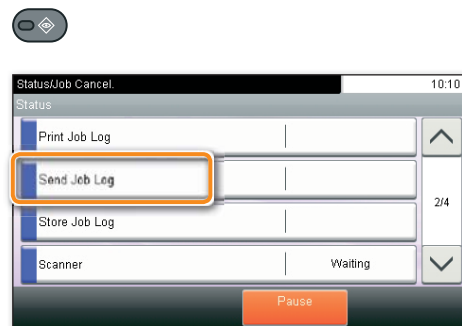 Status/Job Cancel.
10:10
Status
Print Job Log
Send Job Log
2/4
Store Job Log
Scanner Waiting
Pause